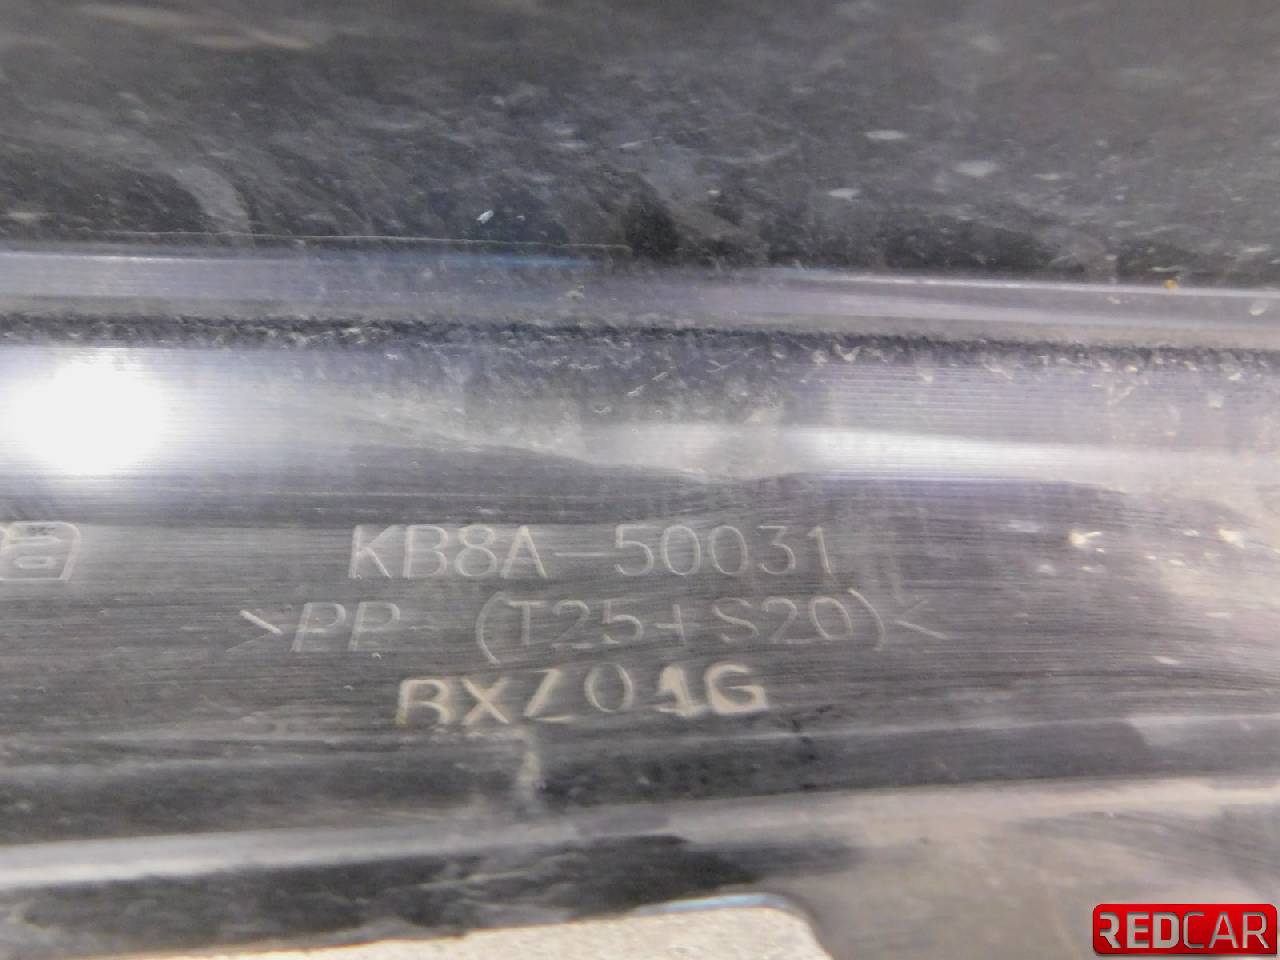 KB8A-50031
>PP (T25+S20)<
BXZ01G
REDCAR